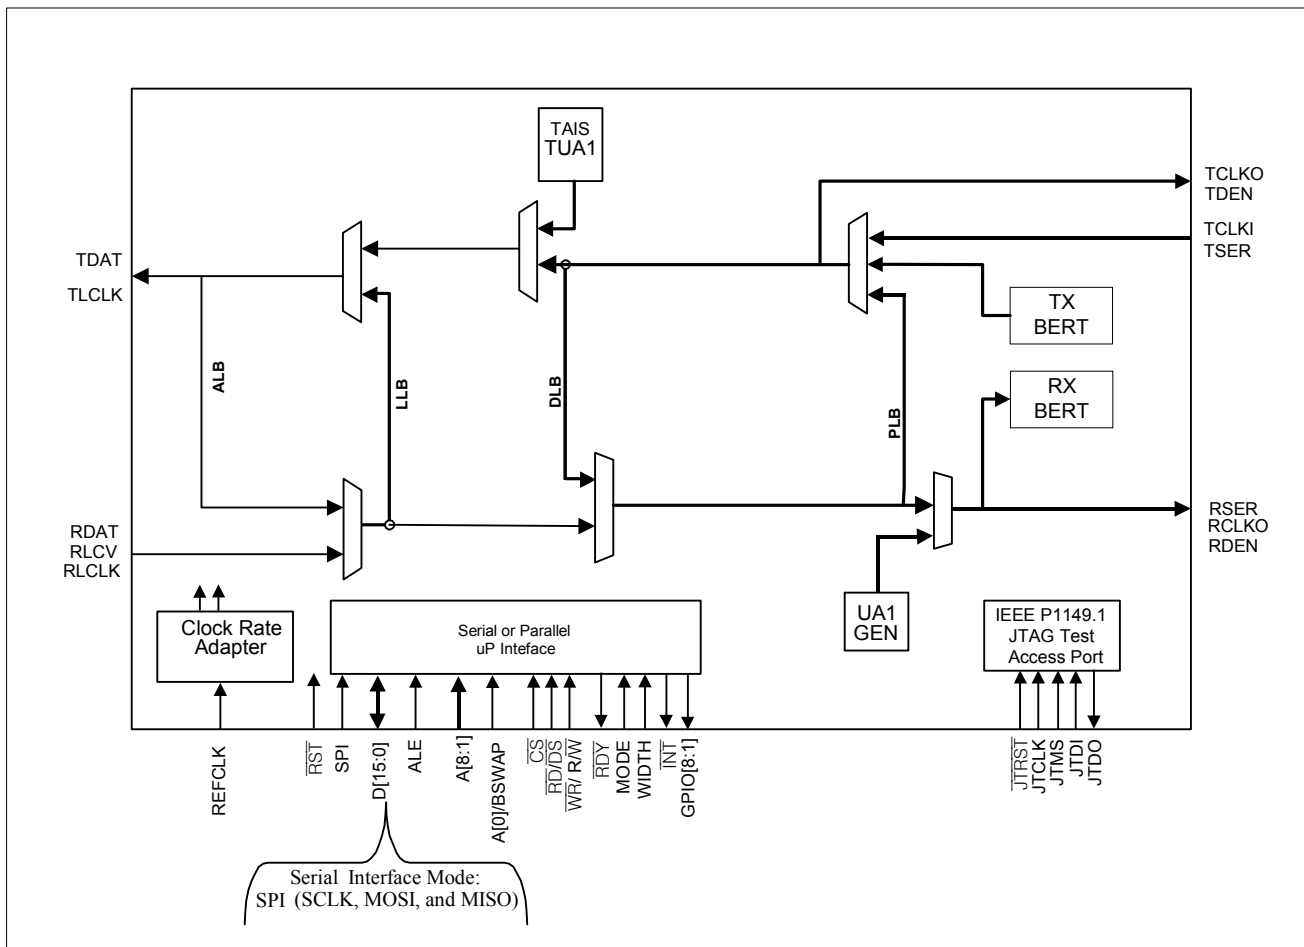 TAIS
TUA1
TCLKO
TDEN
TCLKI
TSER
TDAT
TLCLK
TX
BERT
ALB
LLB
DLB
PLB
RX
BERT
RDAT
RLCV
RLCLK
RSER
RCLKO
RDEN
Clock Rate
Adapter
Serial or Parallel
uP Inteface
UA1
GEN
IEEE P1149.1
JTAG Test
Access Port
REFCLK
RST
SPI
D[15:0]
ALE
A[8:1]
A[0]/BSWAP
CS
RD/DS
WR/ R/W
RDY
MODE
WIDTH
INT
GPIO[8:1]
JTRST
JTCLK
JTMS
JTDI
JTDO
Serial Interface Mode:
SPI (SCLK, MOSI, and MISO)